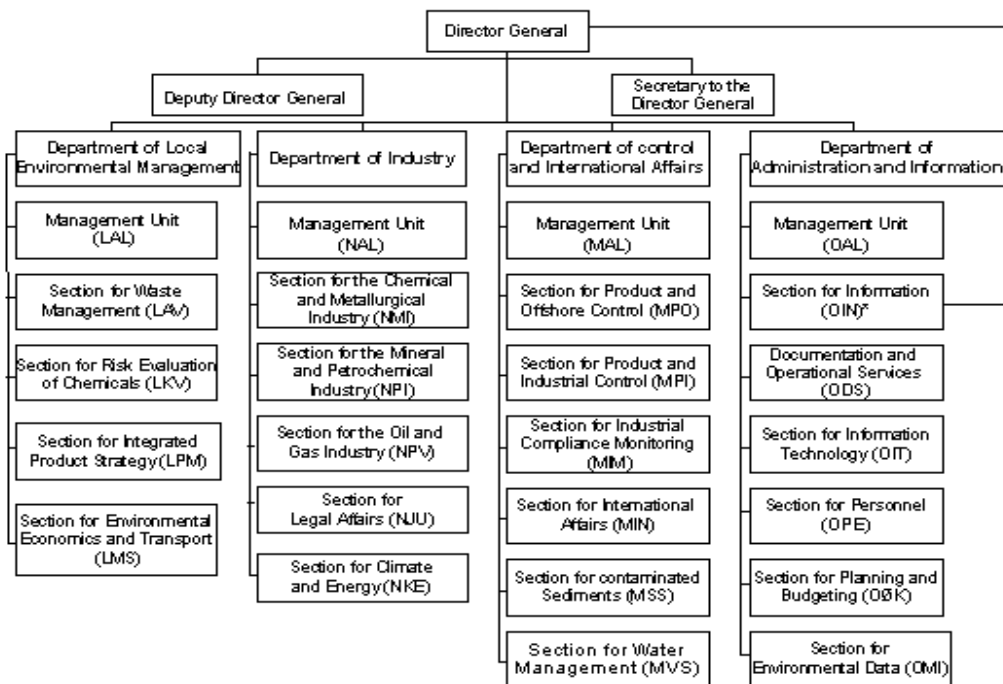 Director General
Deputy Director General
Secretary to the
Director General
Department of Local
Environmental Management
Management Unit
(LAL)
Section for Waste
Management (LAV)
Section for Risk Evaluation
of Chemicals (LKV)
Section for Integrated
Product Strategy (LPM)
Section for Environmental
Economics and Transport
(LMS)
Department of Industry
Management Unit
(NAL)
Section for the Chemical
and Metallurgical
Industry (NMI)
Section for the Mineral
and Petrochemical
Industry (NPI)
Section for the Oil and
Gas Industry (NPV)
Section for
Legal Affairs (NJU)
Section for Climate
and Energy (NKE)
Department of control
and International Affairs
Management Unit
(MAL)
Section for Product and
Offshore Control (MPO)
Section for Product and
Industrial Control (MPI)
Section for Industrial
Compliance Monitoring
(MIM)
Section for International
Affairs (MIN)
Section for contaminated
Sediments (MSS)
Section for Water
Management (MVS)
Department of
Administration and Information
Management Unit
(OAL)
Section for Information
(OIN)*
Documentation and
Operational Services
(ODS)
Section for Information
Technology (OIT)
Section for Personnel
(OPE)
Section for Planning and
Budgeting (OØK)
Section for
Environmental Data (OMI)